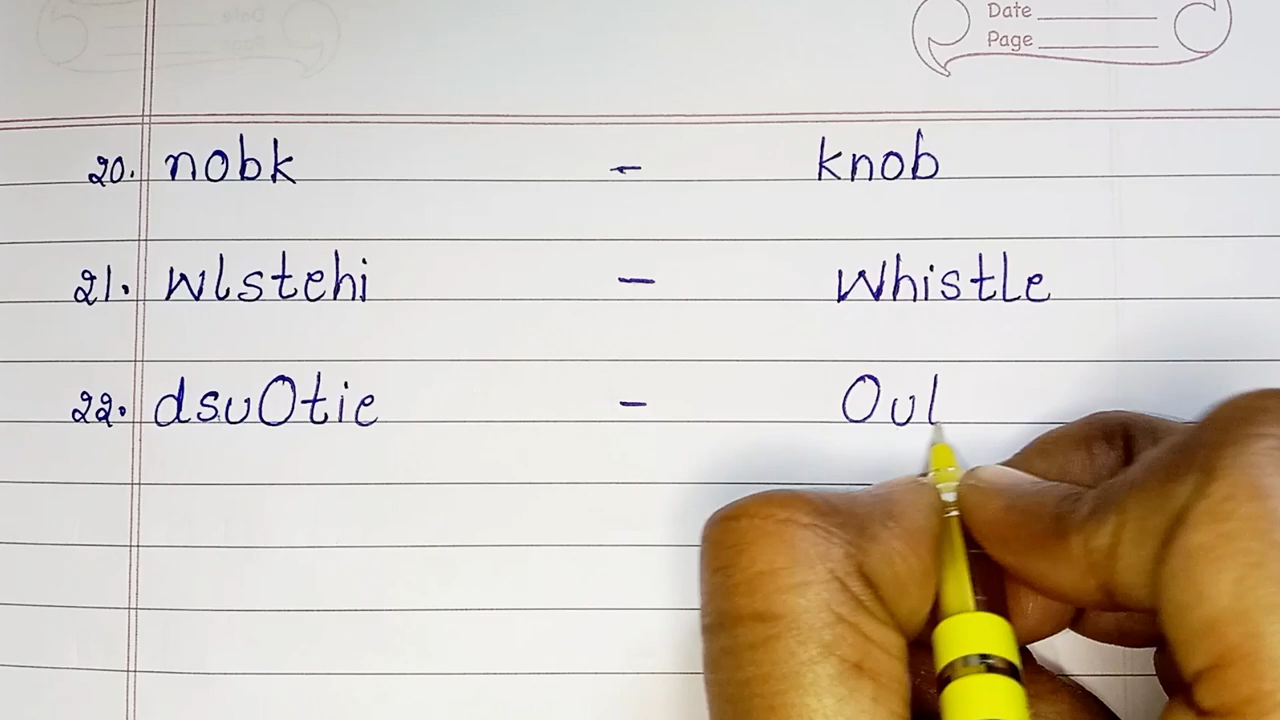 Date
Page
20. nobk - knob
21. wlstehi - Whistle
22. dsuOtie - Oul